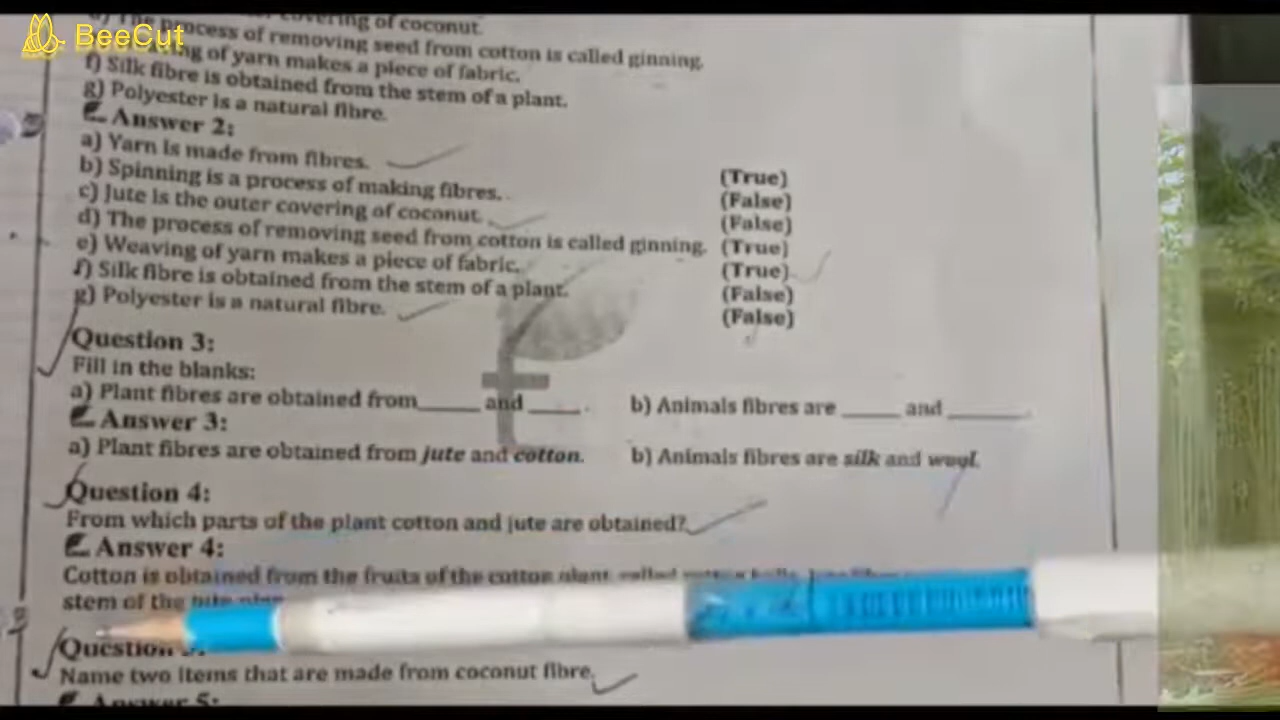 BeeCut
covering of coconut.
The process of removing seed from cotton is called ginning.
of yarn makes a piece of fabric.
f) Silk fibre is obtained from the stem of a plant.
g) Polyester is a natural fibre.
Answer 2:
a) Yarn is made from fibres. (True)
b) Spinning is a process of making fibres. (False)
c) Jute is the outer covering of coconut. (False)
d) The process of removing seed from cotton is called ginning. (True)
e) Weaving of yarn makes a piece of fabric. (True)
f) Silk fibre is obtained from the stem of a plant. (False)
g) Polyester is a natural fibre. (False)
Question 3:
Fill in the blanks:
a) Plant fibres are obtained from_____ and _____. b) Animals fibres are _____ and _______.
Answer 3:
a) Plant fibres are obtained from jute and cotton. b) Animals fibres are silk and wool.
Question 4:
From which parts of the plant cotton and jute are obtained?
Answer 4:
Cotton is obtained from the fruits of the cotton plant called
stem of the
Question
Name two items that are made from coconut fibre.
Answer 5: